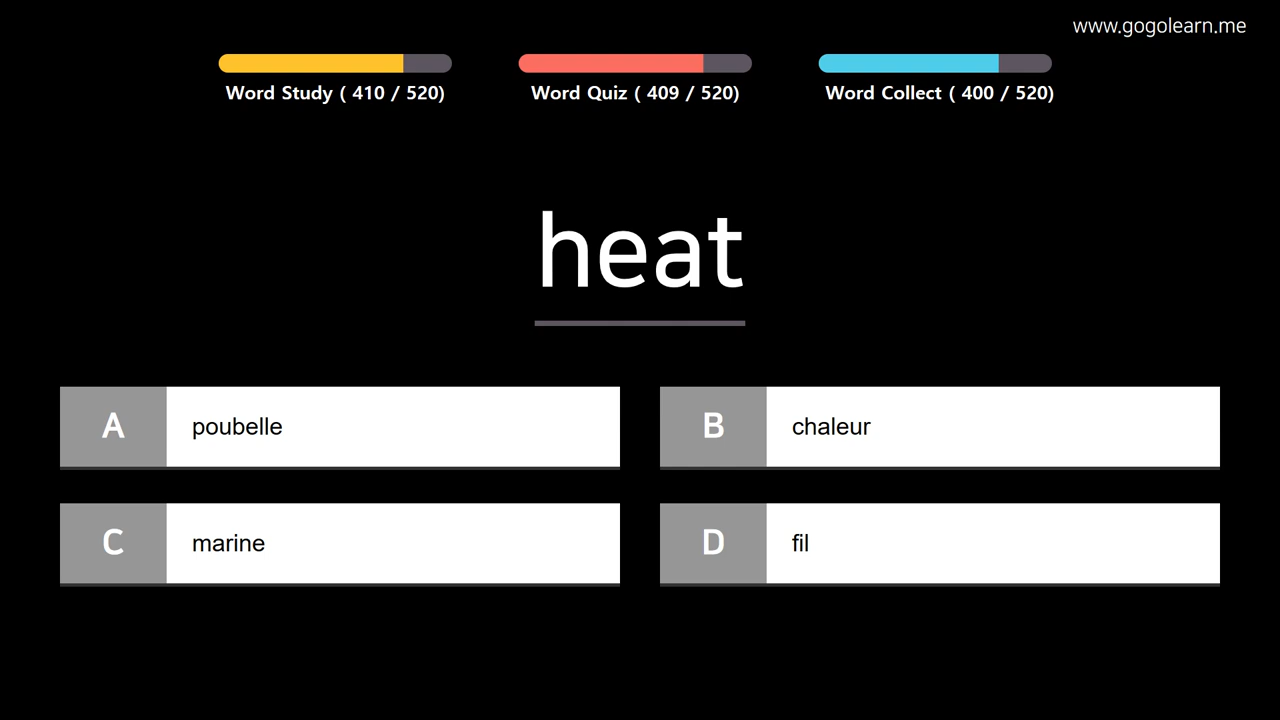 www.gogolearn.me
Word Study ( 410 / 520)
Word Quiz ( 409 / 520)
Word Collect ( 400 / 520)
heat
A poubelle
B chaleur
C marine
D fil